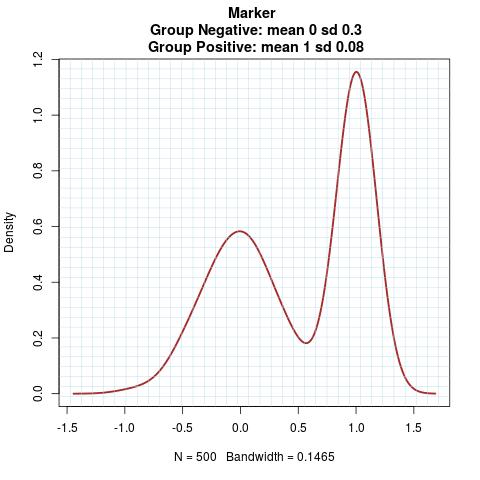 Marker
Group Negative: mean 0 sd 0.3
Group Positive: mean 1 sd 0.08
1.2
1.0
0.8
0.6
0.4
0.2
0.0
Density
-1.5 -1.0 -0.5 0.0 0.5 1.0 1.5
N = 500 Bandwidth = 0.1465